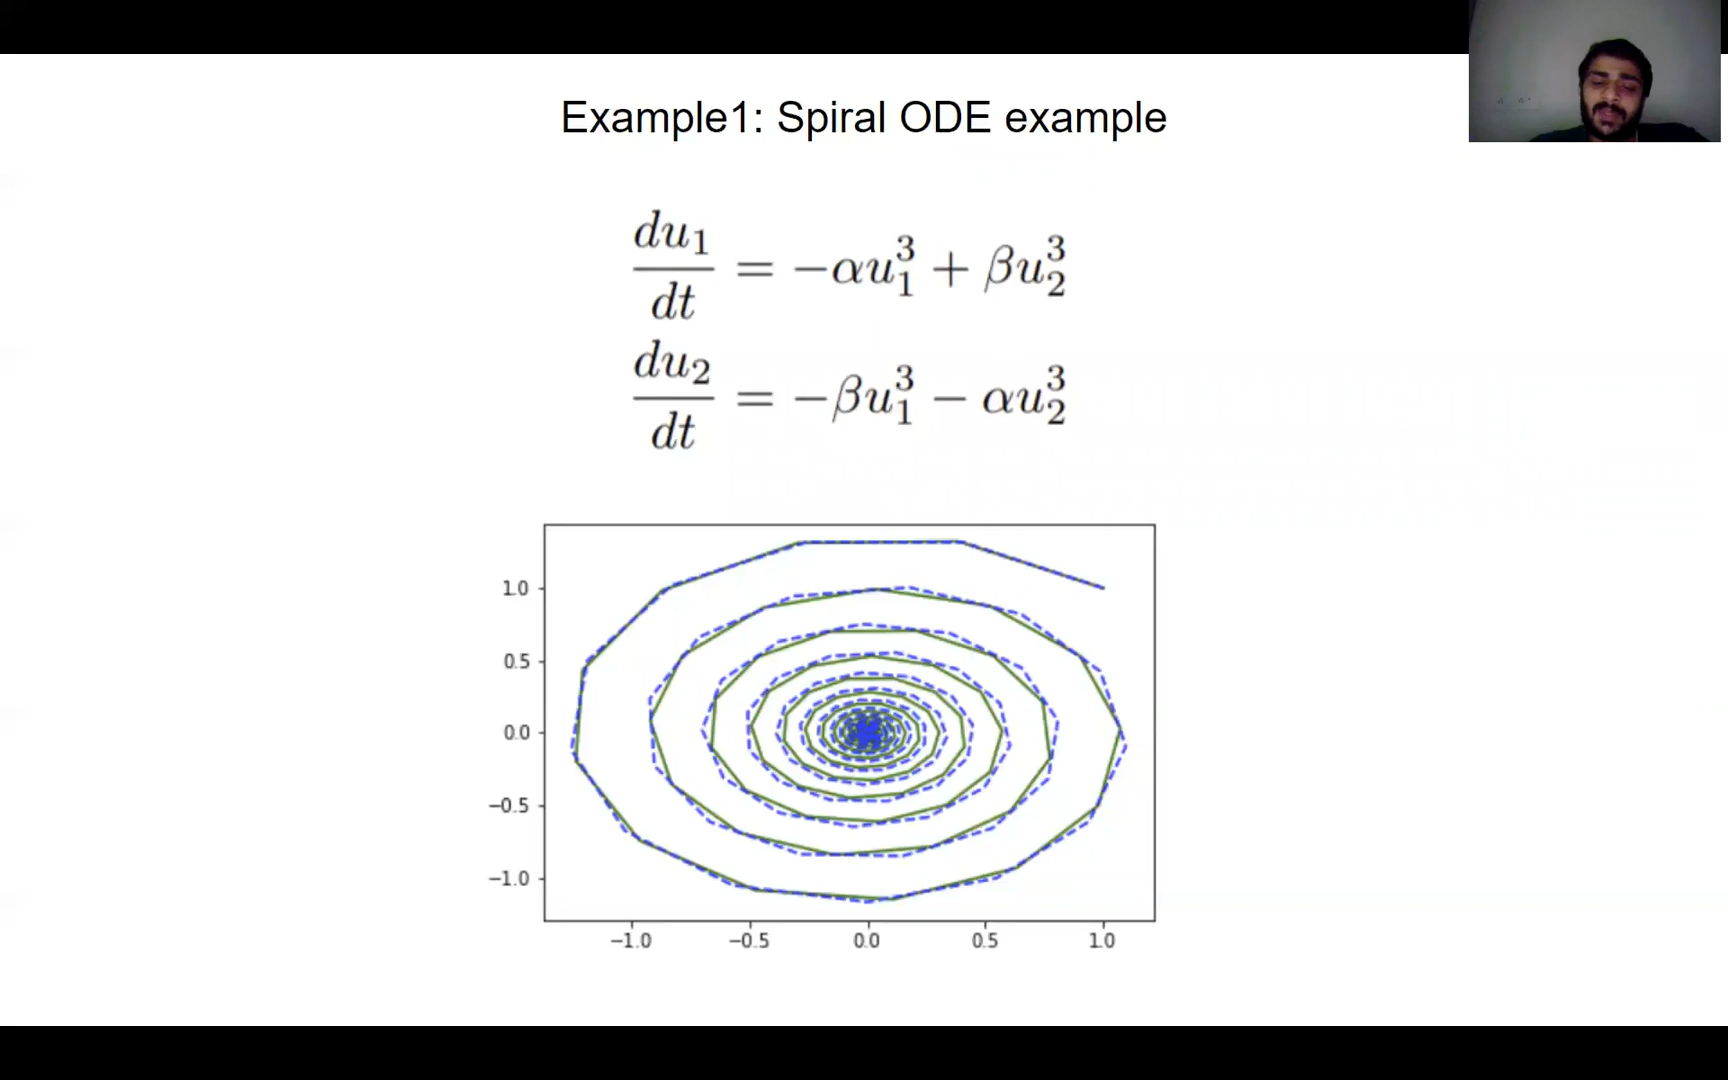 Example1: Spiral ODE example
du₁/dt = −αu₁³ + βu₂³
du₂/dt = −βu₁³ − αu₂³
1.0
0.5
0.0
−0.5
−1.0
−1.0 −0.5 0.0 0.5 1.0